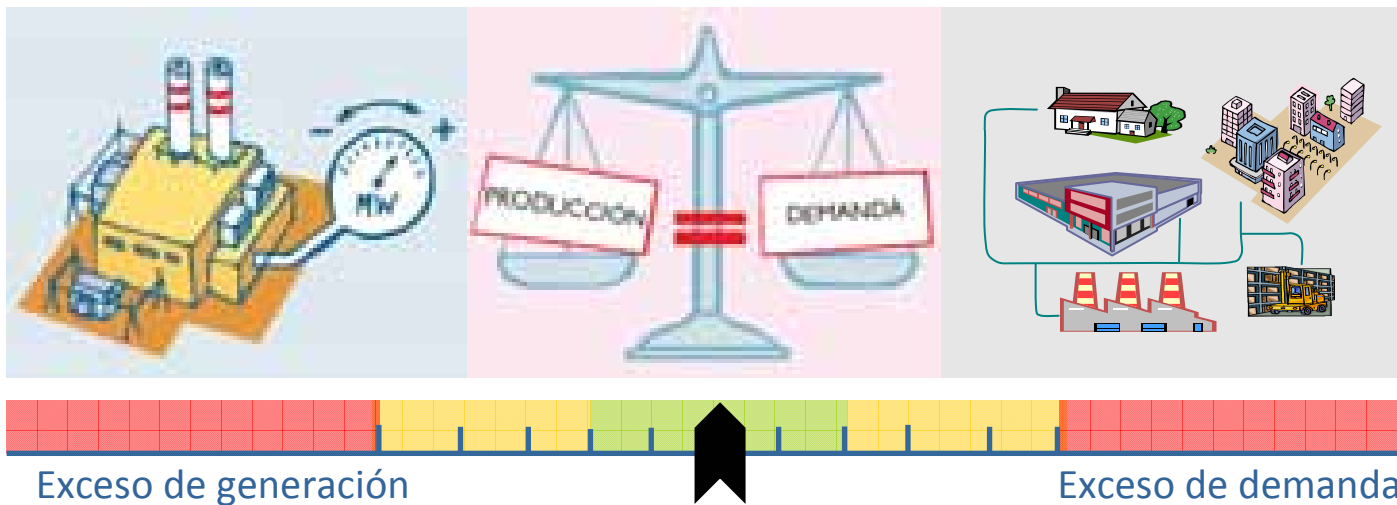 - +
MW
PRODUCCIÓN = DEMANDA
Exceso de generación
Exceso de demanda